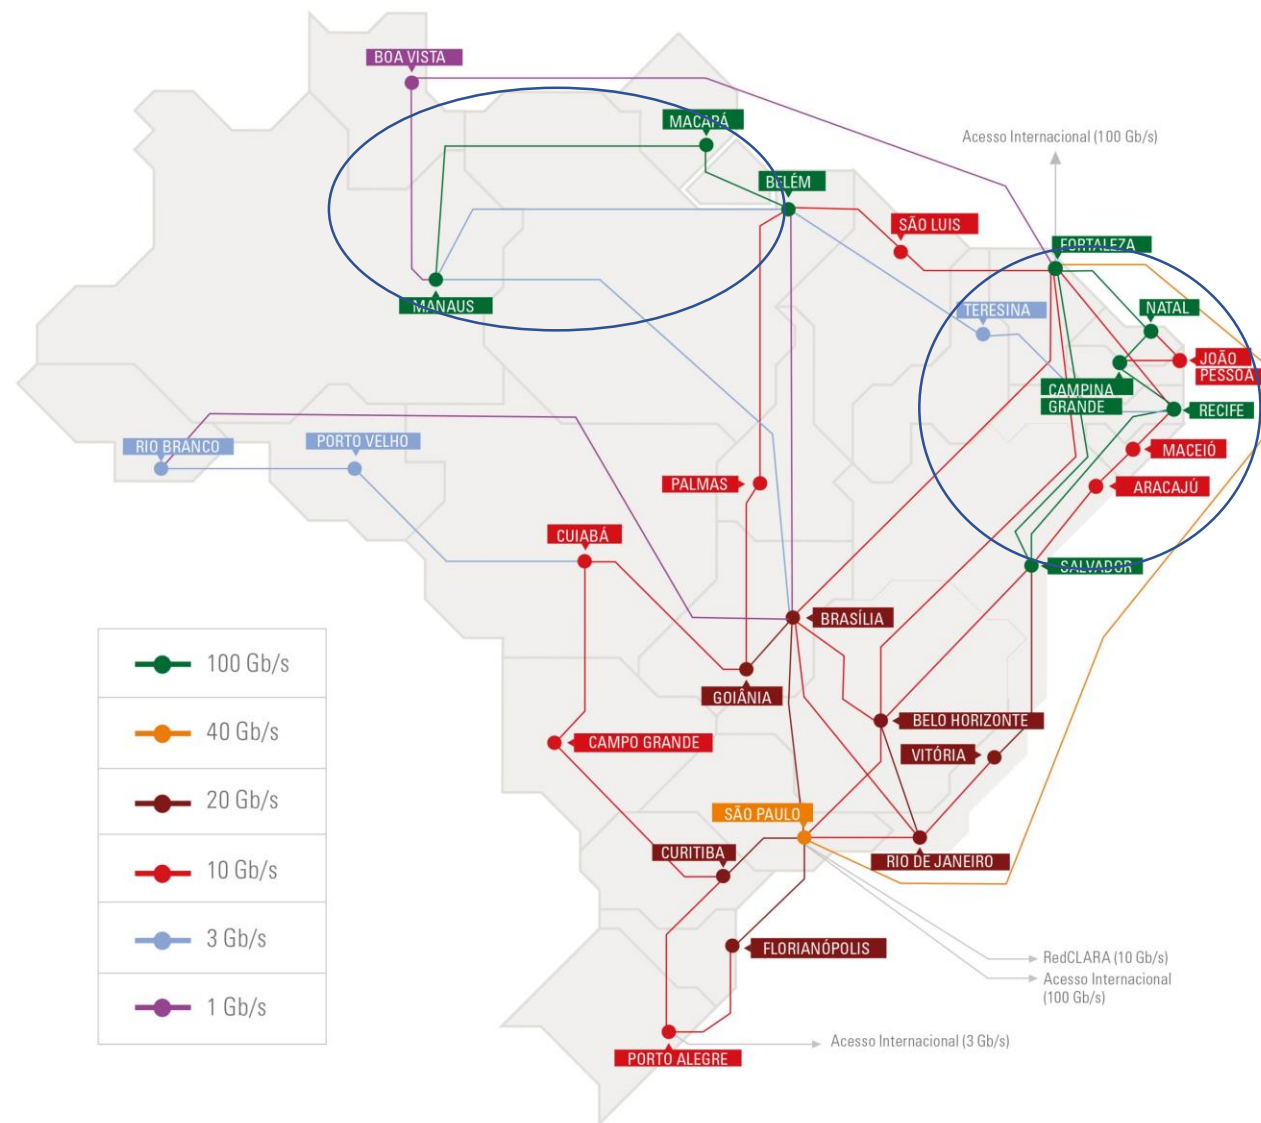 BOA VISTA
MACAPÁ
Acesso Internacional (100 Gb/s)
BELÉM
SÃO LUIS
FORTALEZA
MANAUS
TERESINA
NATAL
JOÃO
PESSOA
CAMPINA
GRANDE
RECIFE
RIO BRANCO
PORTO VELHO
MACEIÓ
PALMAS
ARACAJÚ
CUIABÁ
SALVADOR
BRASÍLIA
100 Gb/s
GOIÂNIA
BELO HORIZONTE
40 Gb/s
CAMPO GRANDE
VITÓRIA
20 Gb/s
SÃO PAULO
CURITIBA
RIO DE JANEIRO
10 Gb/s
3 Gb/s
FLORIANÓPOLIS
RedCLARA (10 Gb/s)
Acesso Internacional
(100 Gb/s)
1 Gb/s
Acesso Internacional (3 Gb/s)
PORTO ALEGRE